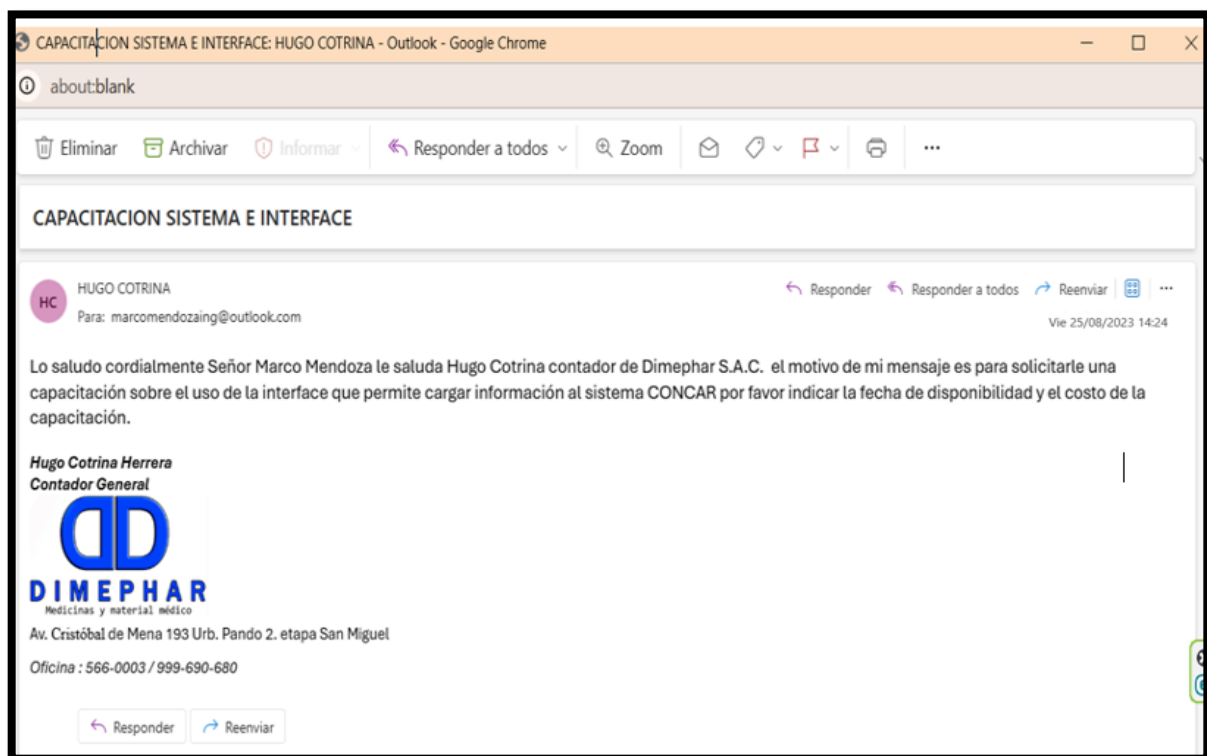 CAPACITACION SISTEMA E INTERFACE: HUGO COTRINA - Outlook - Google Chrome
about:blank
Eliminar Archivar Informar Responder a todos Zoom ...
CAPACITACION SISTEMA E INTERFACE
HC
HUGO COTRINA
Responder Responder a todos Reenviar ...
Para: marcomendozaing@outlook.com
Vie 25/08/2023 14:24
Lo saludo cordialmente Señor Marco Mendoza le saluda Hugo Cotrina contador de Dimephar S.A.C. el motivo de mi mensaje es para solicitarle una
capacitación sobre el uso de la interface que permite cargar información al sistema CONCAR por favor indicar la fecha de disponibilidad y el costo de la
capacitación.
Hugo Cotrina Herrera
Contador General
DIMEPHAR
Medicinas y material médico
Av. Cristóbal de Mena 193 Urb. Pando 2. etapa San Miguel
Oficina : 566-0003 / 999-690-680
Responder Reenviar